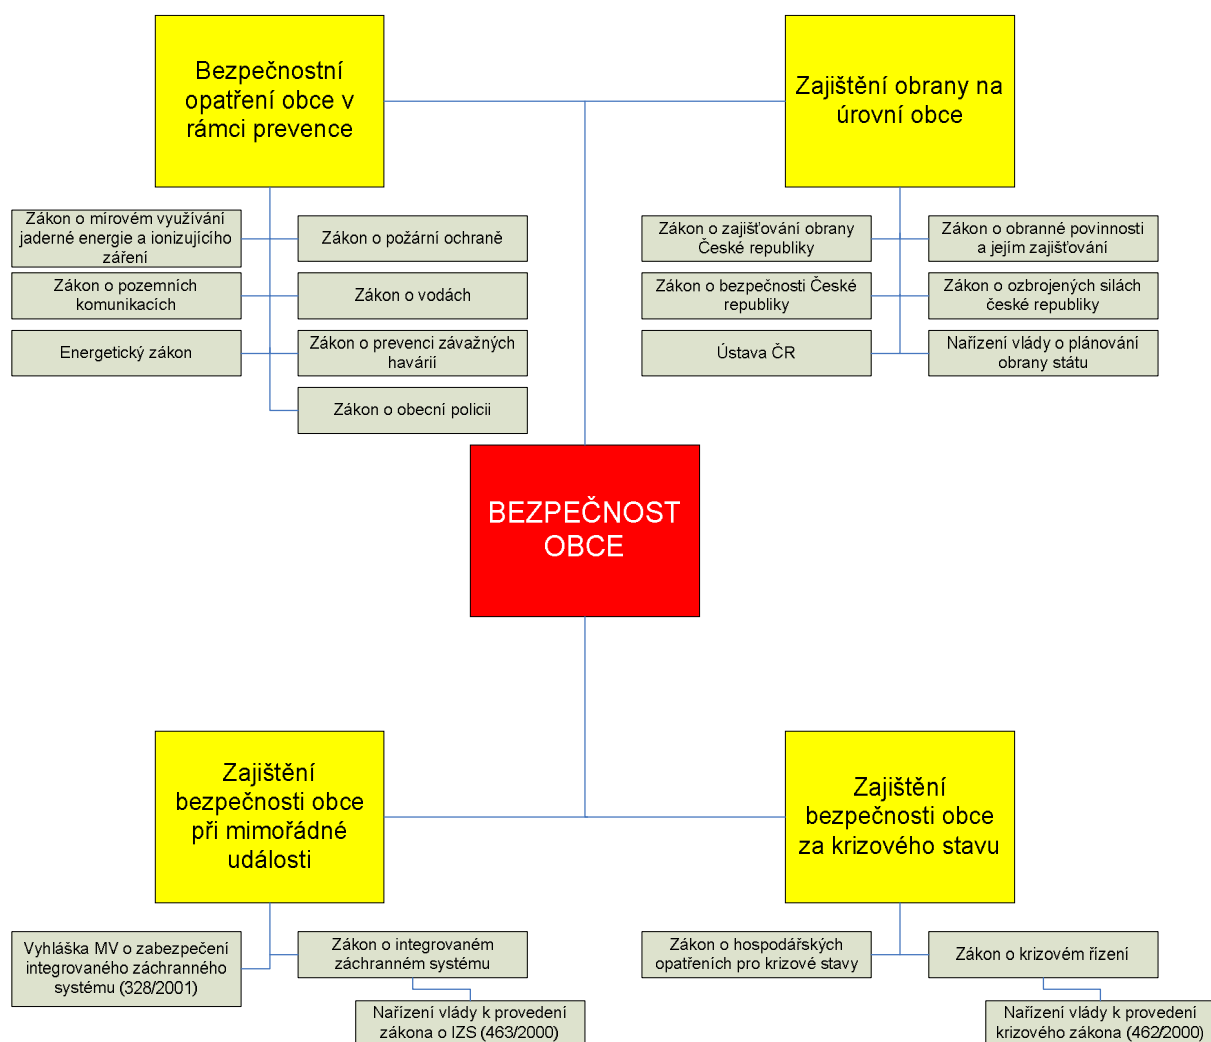 Bezpečnostní
opatření obce v
rámci prevence
Zajištění obrany na
úrovní obce
Zákon o mírovém využívání
jaderné energie a ionizujícího
záření
Zákon o požární ochraně
Zákon o pozemních
komunikacích
Zákon o vodách
Energetický zákon
Zákon o prevenci závažných
havárií
Zákon o obecní policii
Zákon o zajišťování obrany
České republiky
Zákon o obranné povinnosti
a jejím zajišťování
Zákon o bezpečnosti České
republiky
Zákon o ozbrojených silách
české republiky
Ústava ČR
Nařízení vlády o plánování
obrany státu
BEZPEČNOST
OBCE
Zajištění
bezpečnosti obce
při mimořádné
události
Zajištění
bezpečnosti obce
za krizového stavu
Vyhláška MV o zabezpečení
integrovaného záchranného
systému (328/2001)
Zákon o integrovaném
záchranném systému
Nařízení vlády k provedení
zákona o IZS (463/2000)
Zákon o hospodářských
opatřeních pro krizové stavy
Zákon o krizovém řízení
Nařízení vlády k provedení
krizového zákona (462/2000)